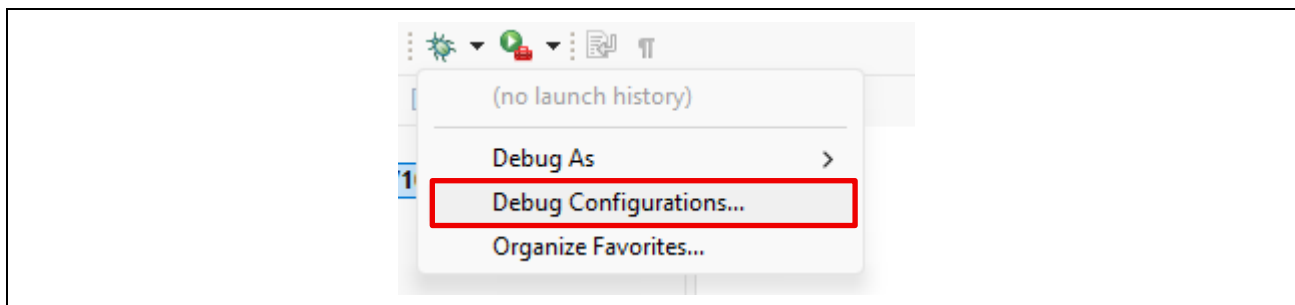 (no launch history)
Debug As
Debug Configurations...
Organize Favorites...